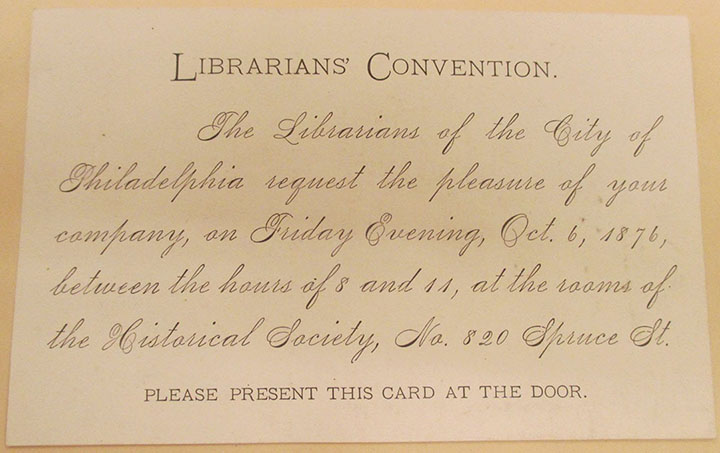 LIBRARIANS' CONVENTION.
The Librarians of the City of
Philadelphia request the pleasure of your
company, on Friday Evening, Oct. 6, 1876,
between the hours of 8 and 11, at the rooms of
the Historical Society, No. 820 Spruce St.
PLEASE PRESENT THIS CARD AT THE DOOR.